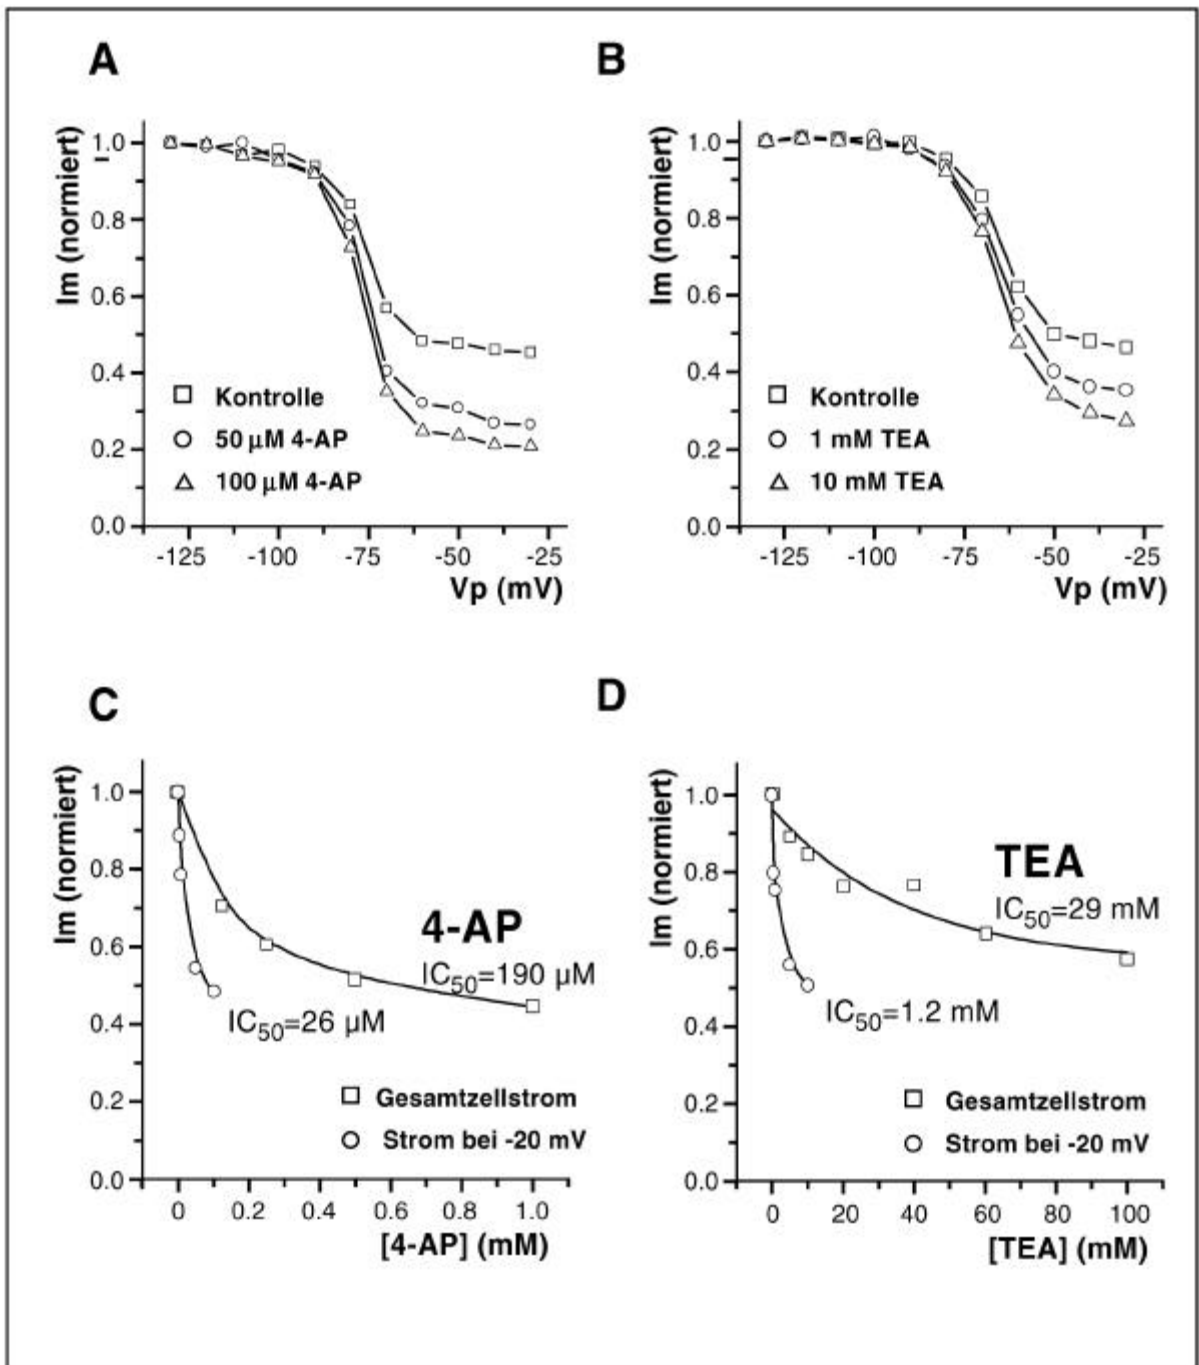 A
Im (normiert)
1.0
0.8
0.6
0.4
0.2
0.0
Kontrolle
50 µM 4-AP
100 µM 4-AP
-125 -100 -75 -50 -25
Vp (mV)
B
Im (normiert)
1.0
0.8
0.6
0.4
0.2
0.0
Kontrolle
1 mM TEA
10 mM TEA
-125 -100 -75 -50 -25
Vp (mV)
C
Im (normiert)
1.0
0.8
0.6
0.4
0.2
0.0
4-AP
IC50=190 µM
IC50=26 µM
Gesamtzellstrom
Strom bei -20 mV
0 0.2 0.4 0.6 0.8 1.0
[4-AP] (mM)
D
Im (normiert)
1.0
0.8
0.6
0.4
0.2
0.0
TEA
IC50=29 mM
IC50=1.2 mM
Gesamtzellstrom
Strom bei -20 mV
0 20 40 60 80 100
[TEA] (mM)